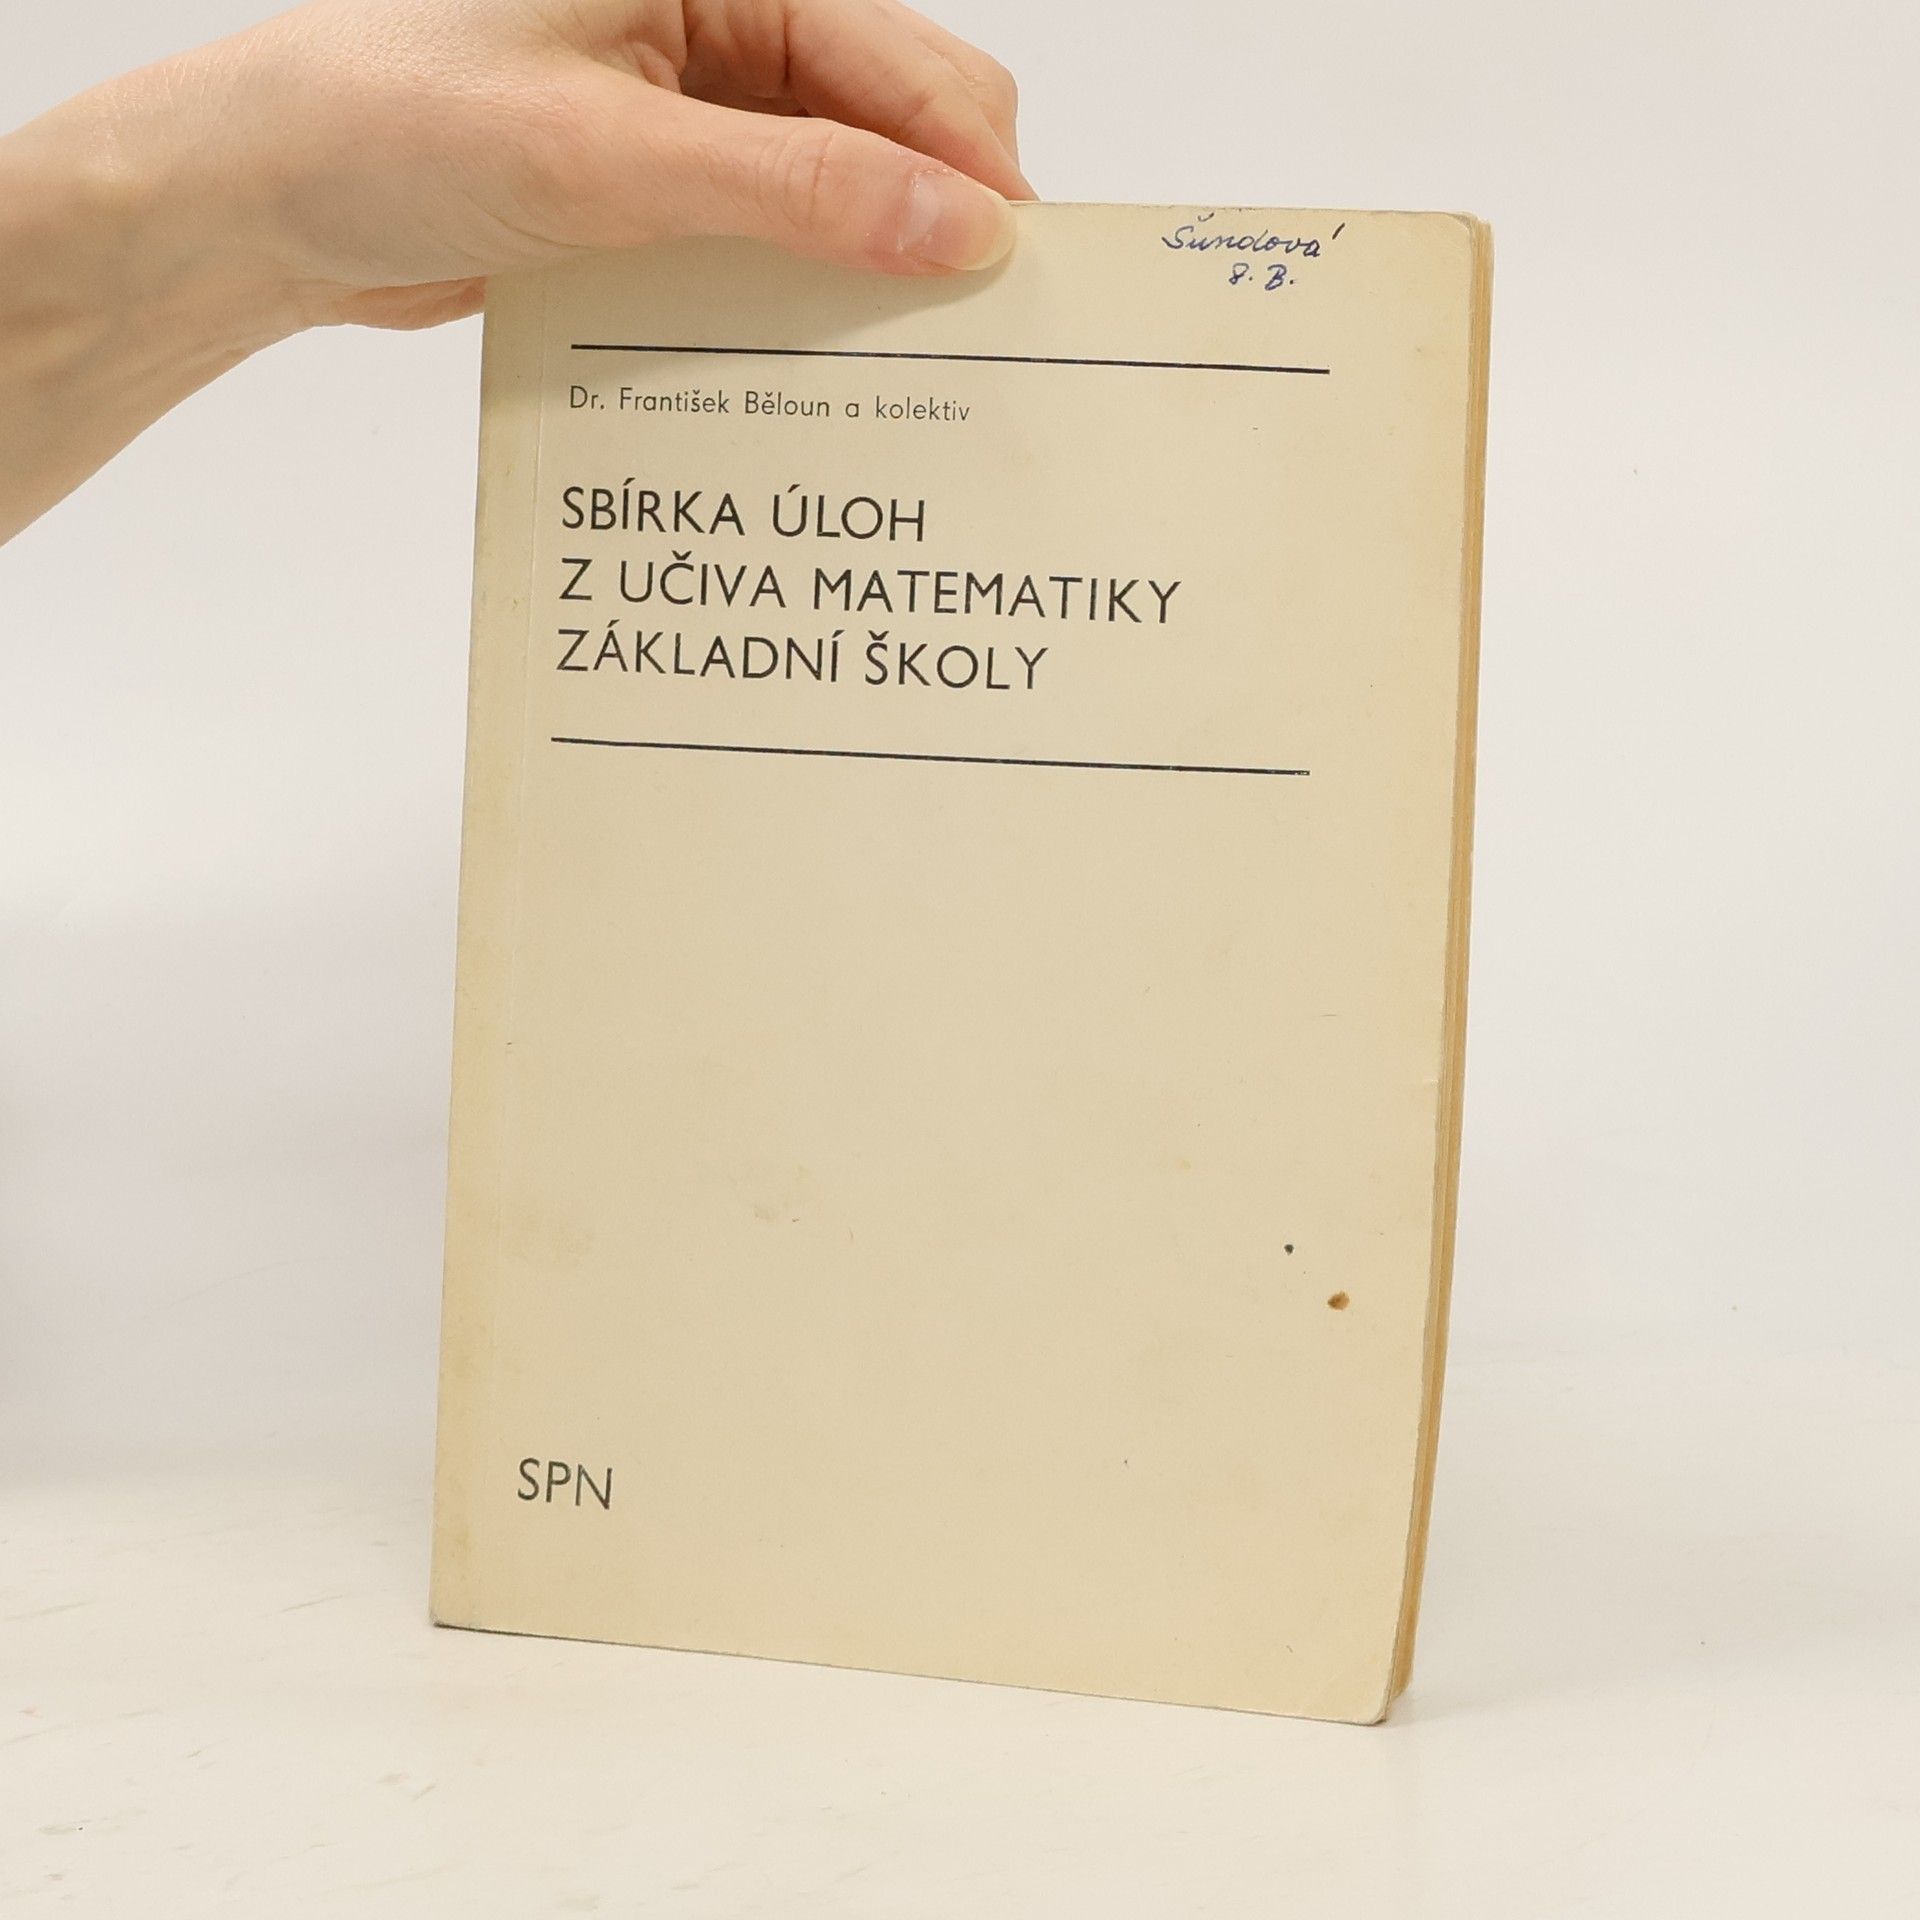 Šundová
8. B.
Dr. František Běloun a kolektiv
SBÍRKA ÚLOH
Z UČIVA MATEMATIKY
ZÁKLADNÍ ŠKOLY
SPN